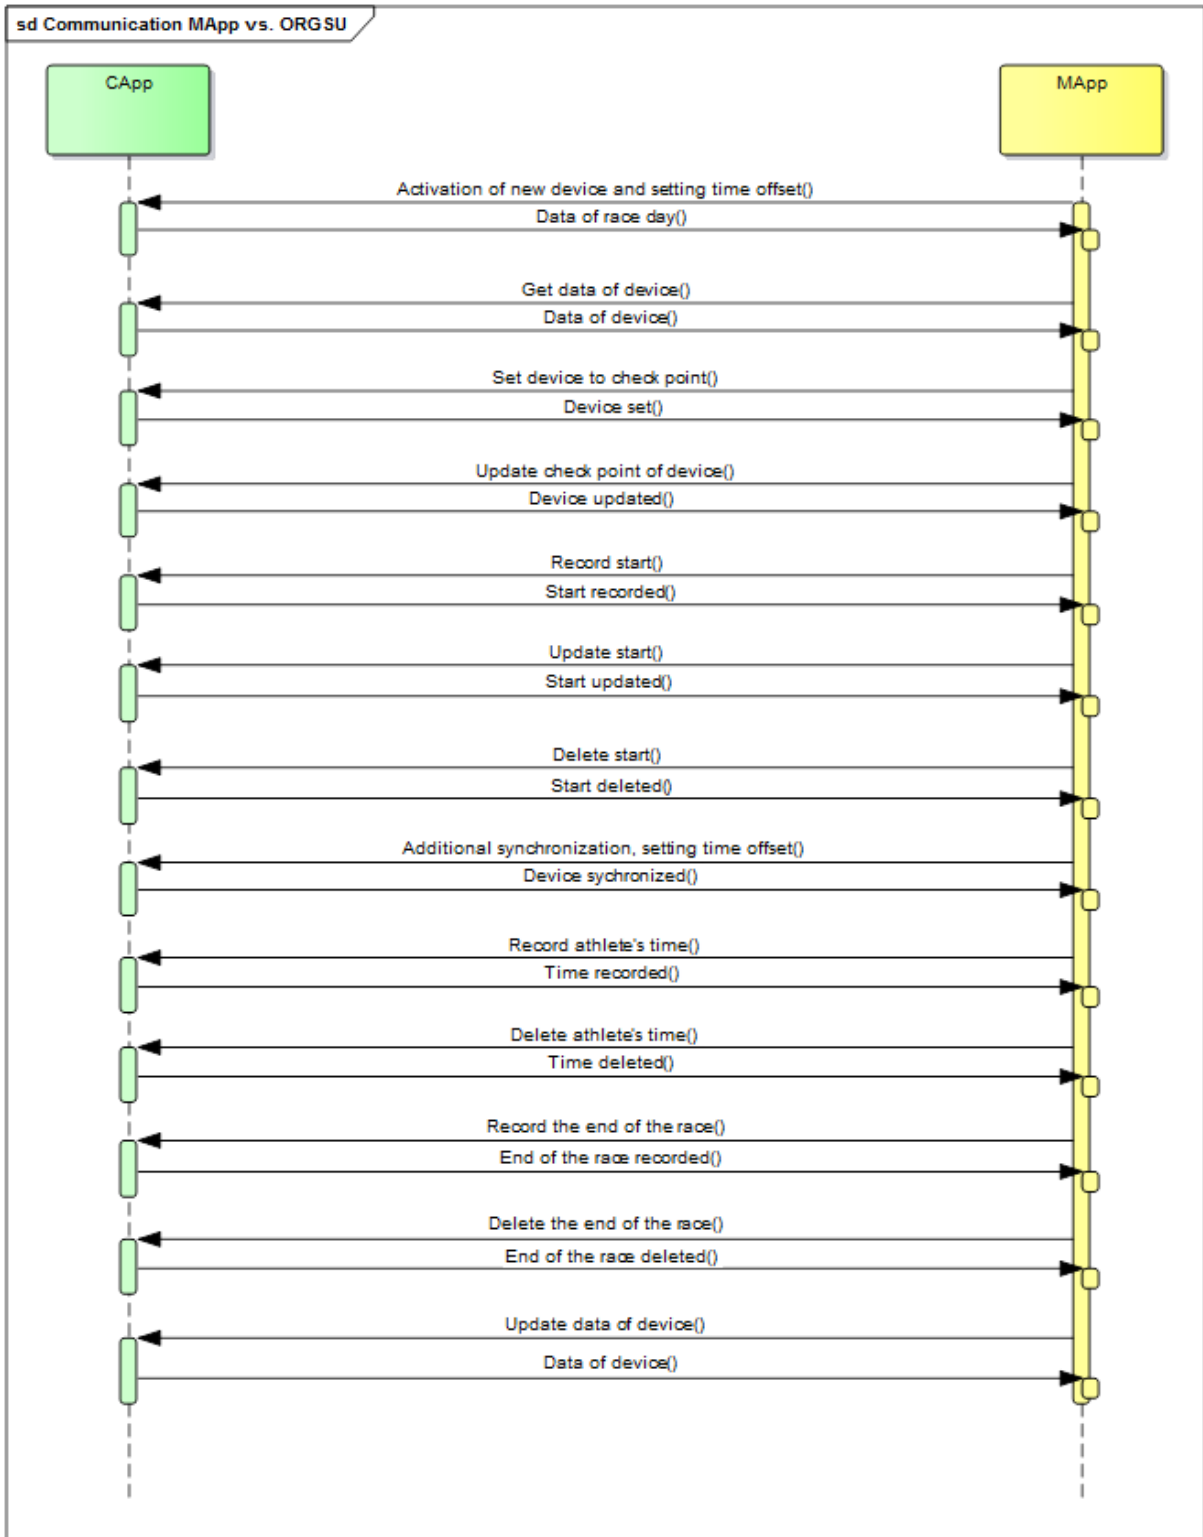 sd Communication MApp vs. ORGSU
CApp
MApp
Activation of new device and setting time offset()
Data of race day()
Get data of device()
Data of device()
Set device to check point()
Device set()
Update check point of device()
Device updated()
Record start()
Start recorded()
Update start()
Start updated()
Delete start()
Start deleted()
Additional synchronization, setting time offset()
Device sychronized()
Record athlete's time()
Time recorded()
Delete athlete's time()
Time deleted()
Record the end of the race()
End of the race recorded()
Delete the end of the race()
End of the race deleted()
Update data of device()
Data of device()